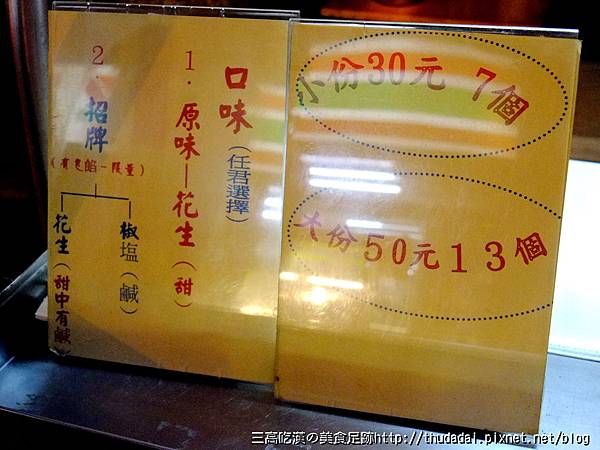 口味(任君選擇)
1.原味—花生(甜)
2.招牌
(有包餡—限量)
椒塩(鹹)
花生(甜中有鹹)
小份30元 7個
大份50元13個
三高吃漢の美食足跡http://thudadal.pixnet.net/blog